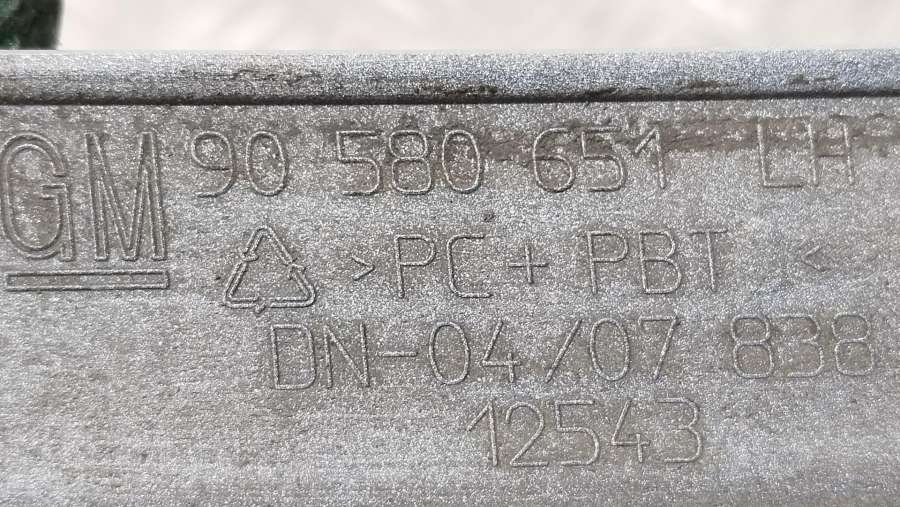 GM 90 580 651 LH
>PC+PBT<
DN-04/07 838
12543